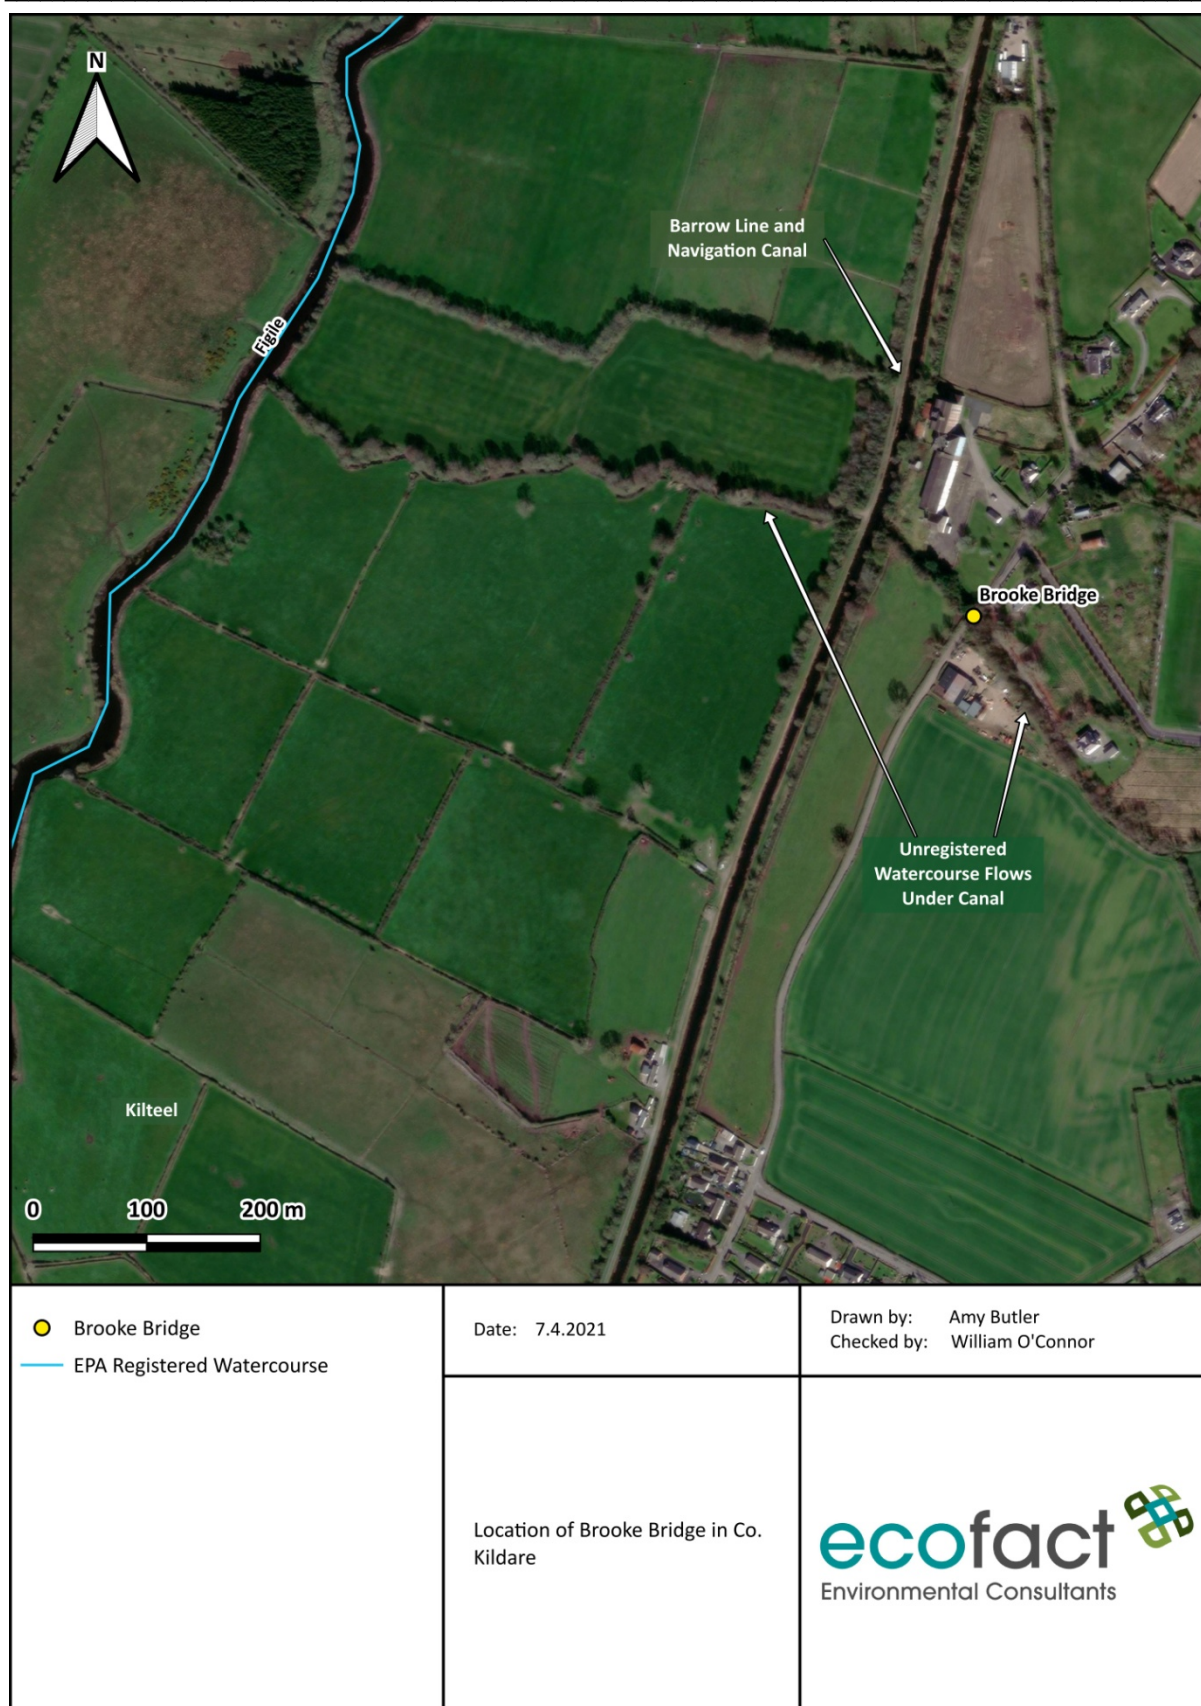 N
Barrow Line and
Navigation Canal
Figile
Brooke Bridge
Unregistered
Watercourse Flows
Under Canal
Kilteel
0 100 200 m
Brooke Bridge
EPA Registered Watercourse
Date: 7.4.2021
Drawn by: Amy Butler
Checked by: William O'Connor
Location of Brooke Bridge in Co.
Kildare
ecofact
Environmental Consultants